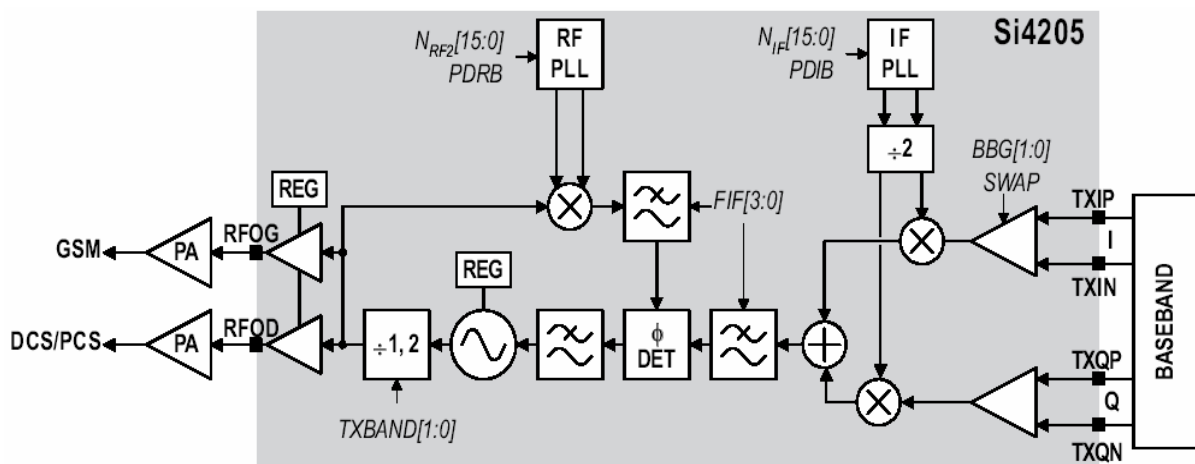 Si4205
N_RF2[15:0]
PDRB
RF
PLL
N_IF[15:0]
PDIB
IF
PLL
÷2
BBG[1:0]
SWAP
REG
FIF[3:0]
TXIP
I
TXIN
GSM
PA
RFOG
REG
DCS/PCS
PA
RFOD
÷1, 2
ϕ
DET
TXBAND[1:0]
TXQP
Q
TXQN
BASEBAND